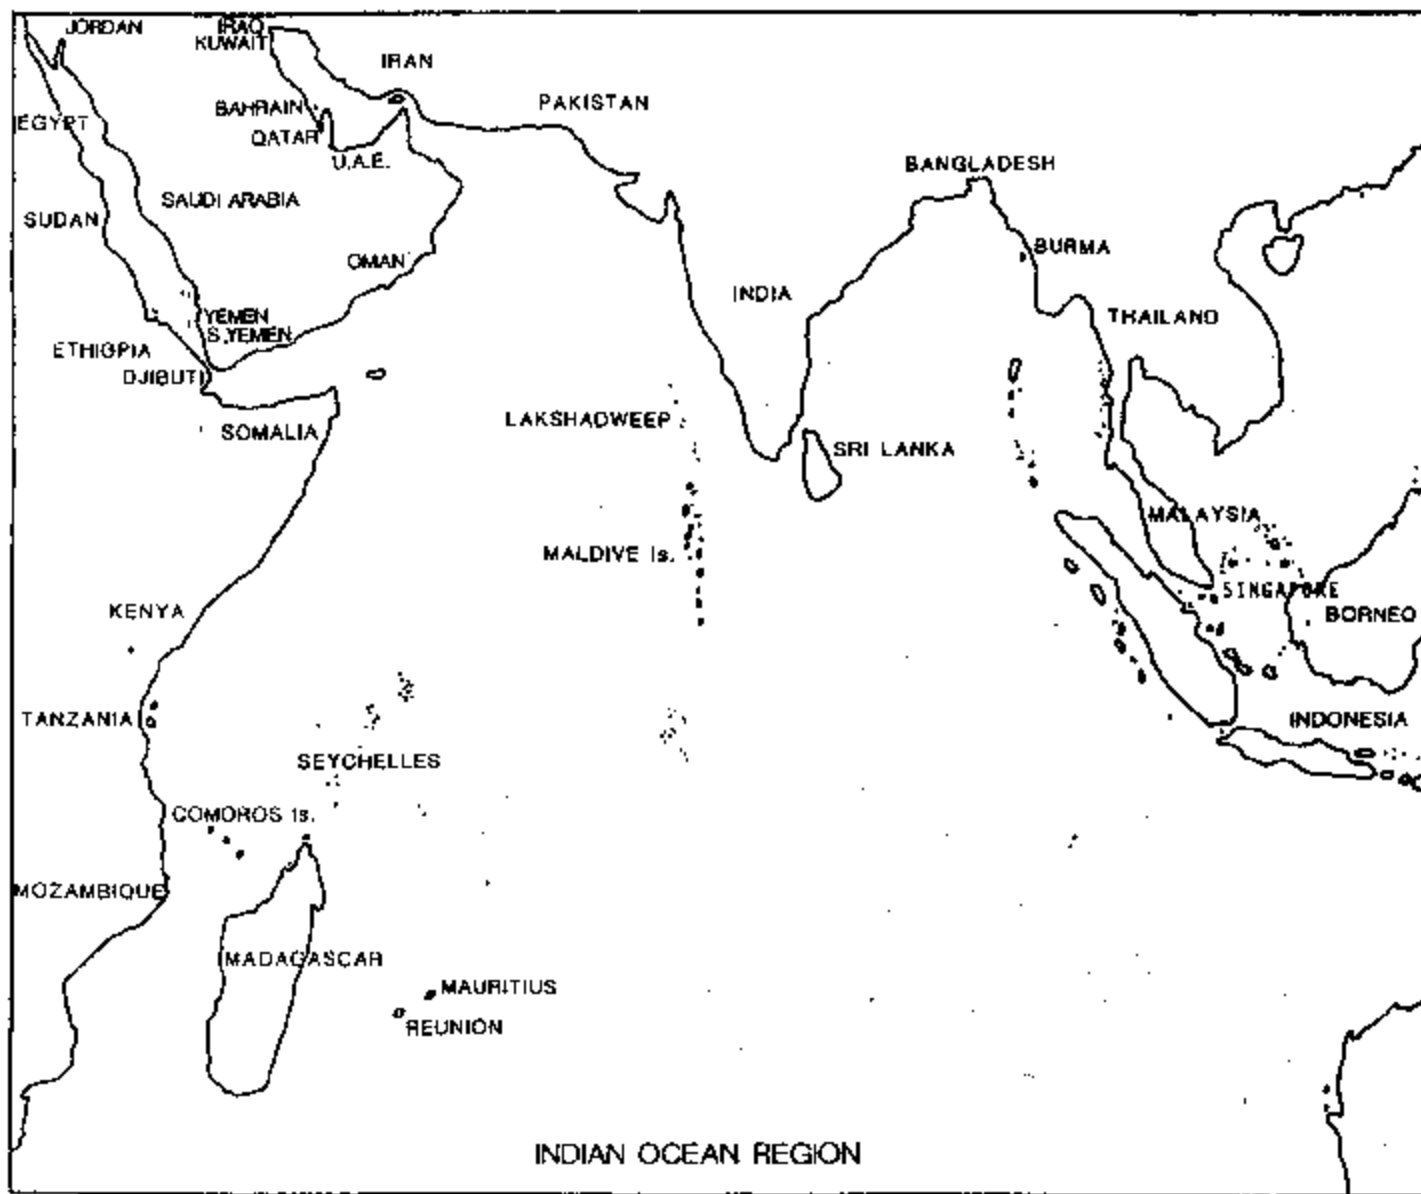 JORDAN
IRAQ
KUWAIT
IRAN
PAKISTAN
BAHRAIN
EGYPT
QATAR
U.A.E.
BANGLADESH
SAUDI ARABIA
SUDAN
BURMA
OMAN
INDIA
YEMEN
THAILAND
S.YEMEN
ETHIOPIA
DJIBUTI
LAKSHADWEEP
SOMALIA
SRI LANKA
MALAYSIA
MALDIVE Is.
SINGAPORE
KENYA
BORNEO
TANZANIA
INDONESIA
SEYCHELLES
COMOROS Is.
MOZAMBIQUE
MADAGASCAR
MAURITIUS
REUNION
INDIAN OCEAN REGION